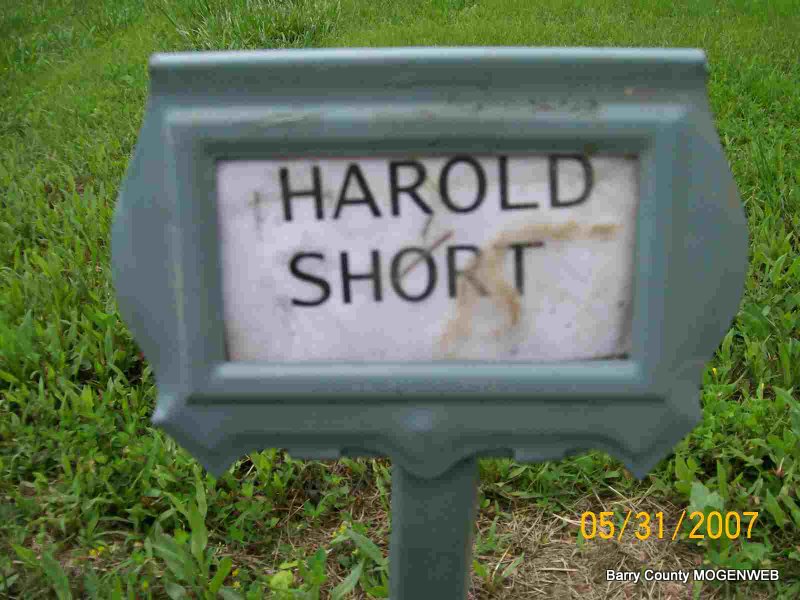 HAROLD
SHORT
05/31/2007
Barry County MOGENWEB